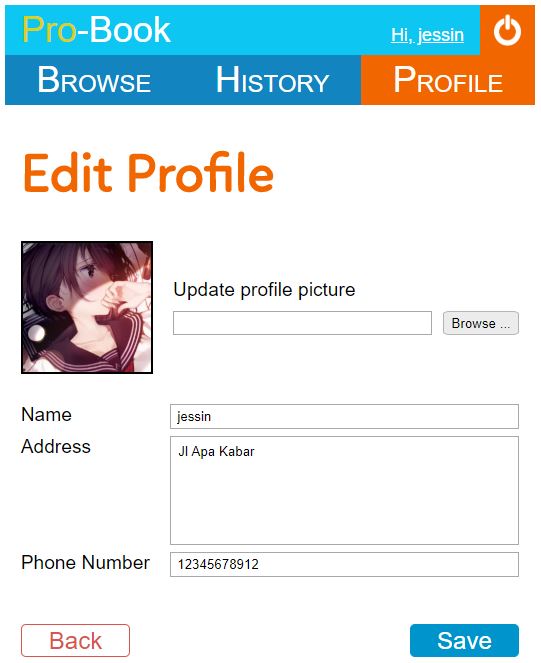 Pro-Book
Hi, jessin
BROWSE HISTORY PROFILE
Edit Profile
Update profile picture
Browse ...
Name jessin
Address Jl Apa Kabar
Phone Number 12345678912
Back Save